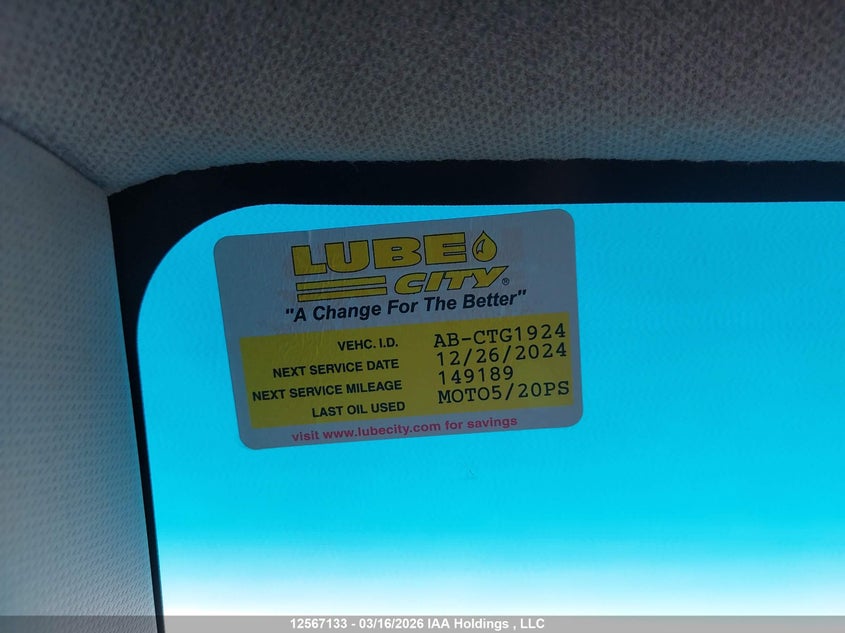 LUBE
CITY®
"A Change For The Better"
VEHC. I.D. AB-CTG1924
NEXT SERVICE DATE 12/26/2024
NEXT SERVICE MILEAGE 149189
LAST OIL USED MOTO5/20PS
visit www.lubecity.com for savings
12567133 - 03/16/2026 IAA Holdings , LLC